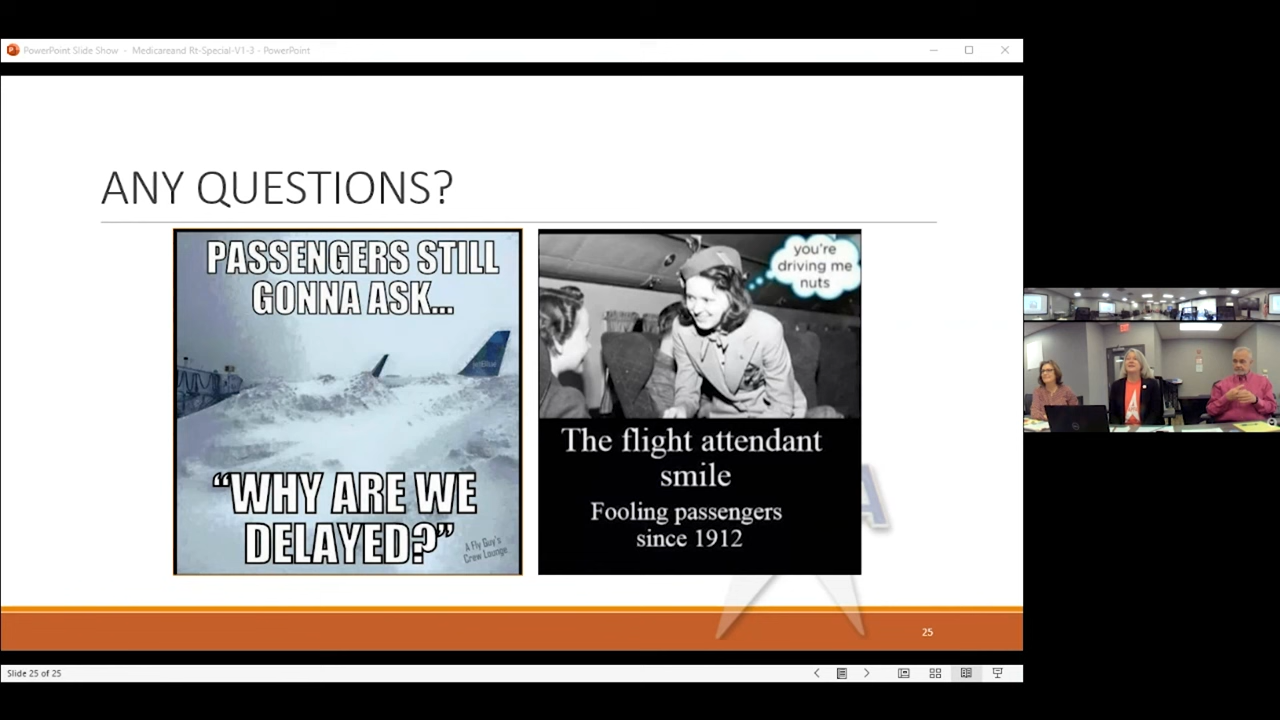 PowerPoint Slide Show - Medicareand Rt-Special-V1-3 - PowerPoint
ANY QUESTIONS?
PASSENGERS STILL
GONNA ASK...
“WHY ARE WE
DELAYED?”
A Fly Guy's
Crew Lounge
you're
driving me
nuts
The flight attendant
smile
Fooling passengers
since 1912
A
25
Slide 25 of 25